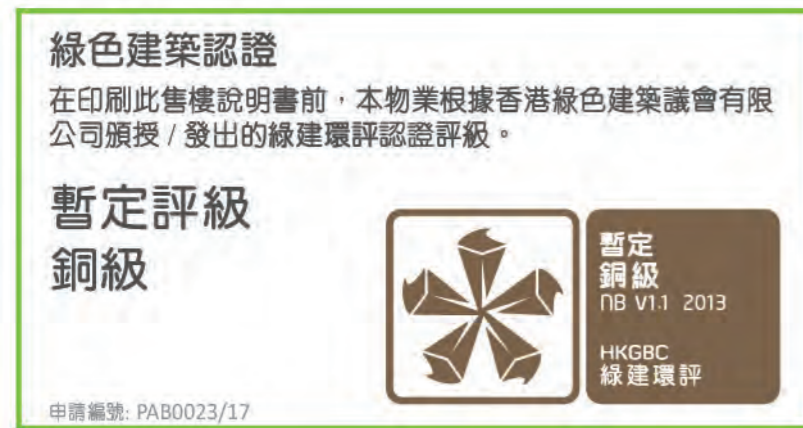 綠色建築認證
在印刷此售樓說明書前，本物業根據香港綠色建築議會有限
公司頒授 / 發出的綠建環評認證評級。
暫定評級
銅級
暫定
銅級
NB V1.1 2013
HKGBC
綠建環評
申請編號: PAB0023/17